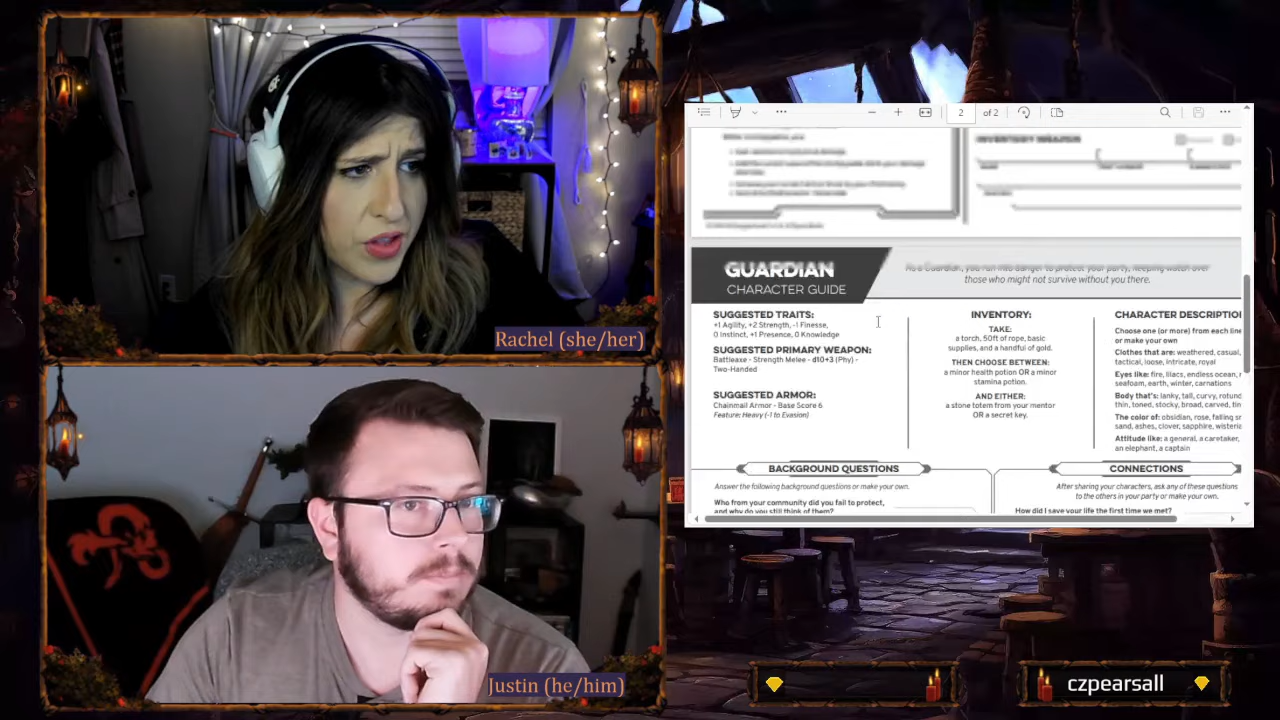 Rachel (she/her)
Justin (he/him)
2 of 2
INVENTORY WEAPON
GUARDIAN
CHARACTER GUIDE
As a Guardian, you run into danger to protect your party, keeping watch over
those who might not survive without you there.
SUGGESTED TRAITS:
+1 Agility, +2 Strength, -1 Finesse,
0 Instinct, +1 Presence, 0 Knowledge
SUGGESTED PRIMARY WEAPON:
Battleaxe - Strength Melee - d10+3 (Phy) -
Two-Handed
SUGGESTED ARMOR:
Chainmail Armor - Base Score 6
Feature: Heavy (-1 to Evasion)
INVENTORY:
TAKE:
a torch, 50ft of rope, basic
supplies, and a handful of gold.
THEN CHOOSE BETWEEN:
a minor health potion OR a minor
stamina potion.
AND EITHER:
a stone totem from your mentor
OR a secret key.
CHARACTER DESCRIPTIO
Choose one (or more) from each line
or make your own
Clothes that are: weathered, casual,
tactical, loose, intricate, royal
Eyes like: fire, lilacs, endless ocean,
seafoam, earth, winter, carnations
Body that's: lanky, tall, curvy, rotund
thin, toned, stocky, broad, carved,
The color of: obsidian, rose, falling
sand, ashes, clover, sapphire, wisteria
Attitude like: a general, a caretaker,
an elephant, a captain
BACKGROUND QUESTIONS
Answer the following background questions or make your own.
Who from your community did you fail to protect,
and why do you still think of them?
CONNECTIONS
After sharing your characters, ask any of these questions
to the others in your party or make your own.
How did I save your life the first time we met?
czpearsall